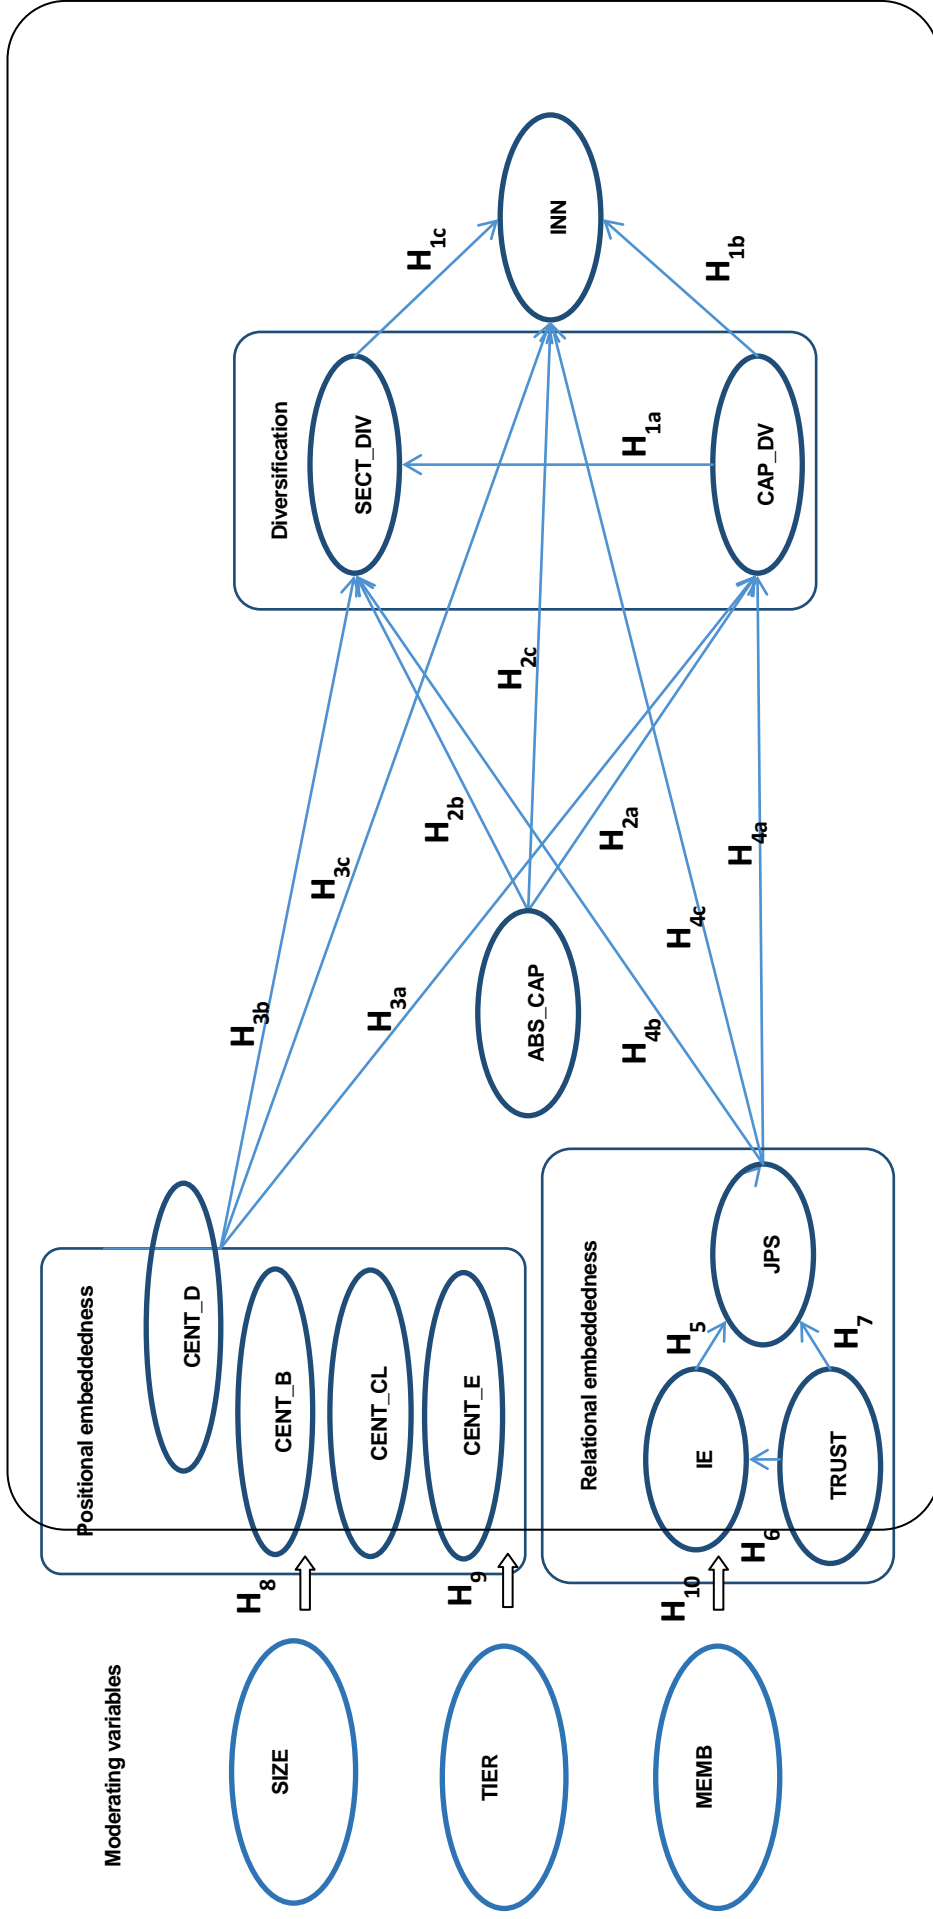 Moderating variables
SIZE
TIER
MEMB
H8
H9
H10
Positional embeddedness
CENT_D
CENT_B
CENT_CL
CENT_E
Relational embeddedness
IE
TRUST
JPS
H5
H6
H7
ABS_CAP
H3b
H3c
H3a
H2b
H2c
H2a
H4b
H4c
H4a
Diversification
SECT_DIV
CAP_DV
H1a
H1c
H1b
INN